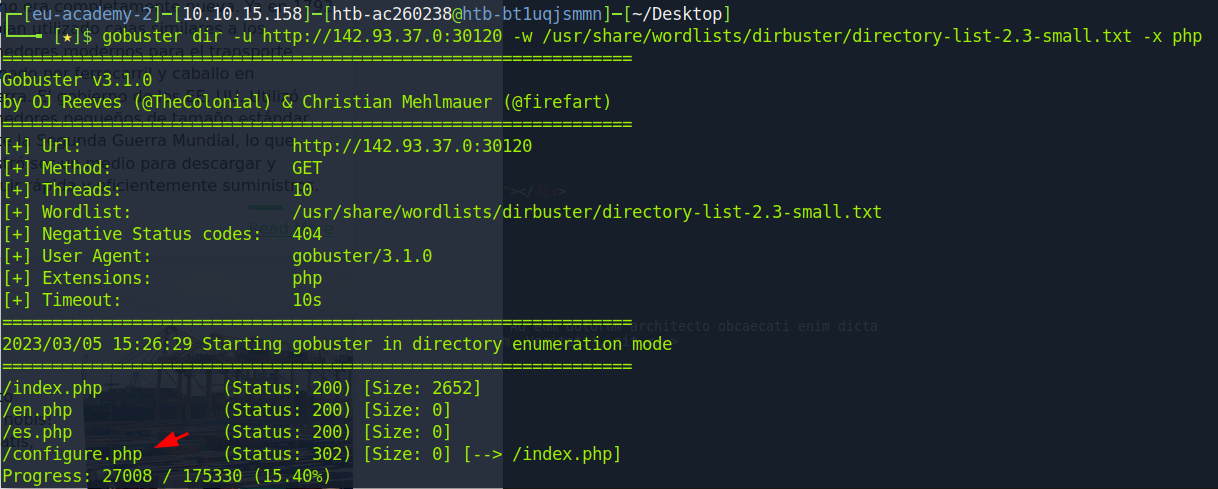 [eu-academy-2]─[10.10.15.158]─[htb-ac260238@htb-bt1uqjsmmn]─[~/Desktop]
[★]$ gobuster dir -u http://142.93.37.0:30120 -w /usr/share/wordlists/dirbuster/directory-list-2.3-small.txt -x php
===============================================================
Gobuster v3.1.0
by OJ Reeves (@TheColonial) & Christian Mehlmauer (@firefart)
===============================================================
[+] Url:                     http://142.93.37.0:30120
[+] Method:                  GET
[+] Threads:                 10
[+] Wordlist:                /usr/share/wordlists/dirbuster/directory-list-2.3-small.txt
[+] Negative Status codes:   404
[+] User Agent:              gobuster/3.1.0
[+] Extensions:              php
[+] Timeout:                 10s
===============================================================
2023/03/05 15:26:29 Starting gobuster in directory enumeration mode
===============================================================
/index.php            (Status: 200) [Size: 2652]
/en.php               (Status: 200) [Size: 0]
/es.php               (Status: 200) [Size: 0]
/configure.php        (Status: 302) [Size: 0] [--> /index.php]
Progress: 27008 / 175330 (15.40%)